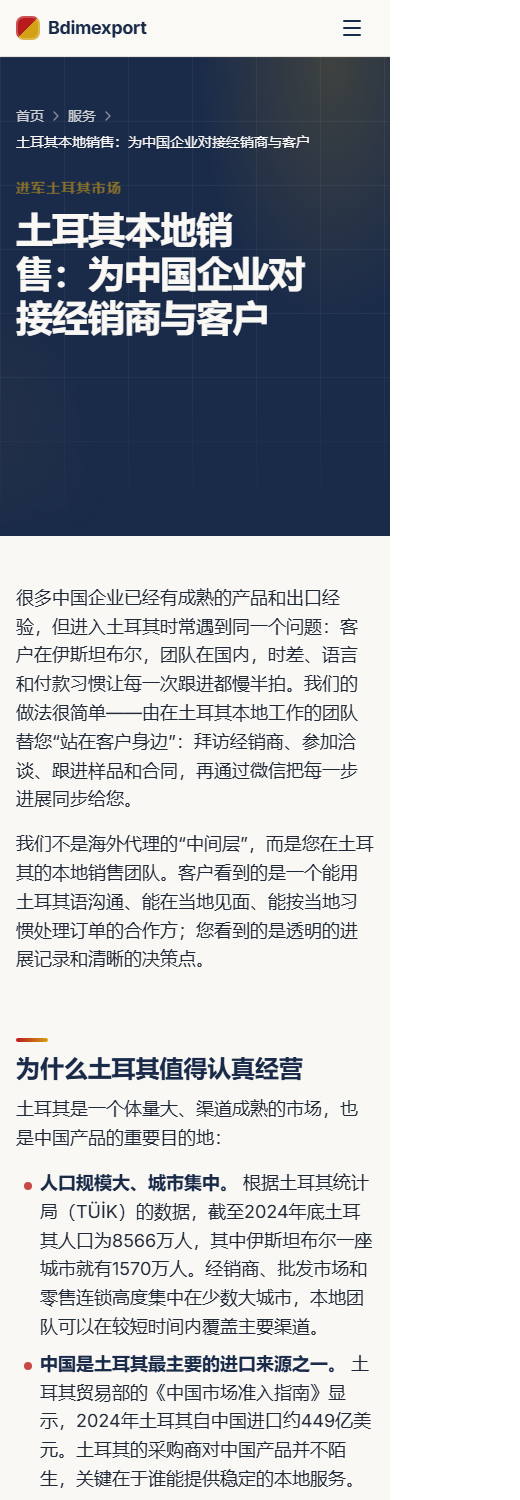 Bdimexport
首页 > 服务 >
土耳其本地销售：为中国企业对接经销商与客户
进军土耳其市场
土耳其本地销
售：为中国企业对
接经销商与客户
很多中国企业已经有成熟的产品和出口经
验，但进入土耳其时常遇到同一个问题：客
户在伊斯坦布尔，团队在国内，时差、语言
和付款习惯让每一次跟进都慢半拍。我们的
做法很简单——由在土耳其本地工作的团队
替您“站在客户身边”：拜访经销商、参加洽
谈、跟进样品和合同，再通过微信把每一步
进展同步给您。
我们不是海外代理的“中间层”，而是您在土耳
其的本地销售团队。客户看到的是一个能用
土耳其语沟通、能在当地见面、能按当地习
惯处理订单的合作方；您看到的是透明的进
展记录和清晰的决策点。
为什么土耳其值得认真经营
土耳其是一个体量大、渠道成熟的市场，也
是中国产品的重要目的地：
人口规模大、城市集中。 根据土耳其统计
局（TÜİK）的数据，截至2024年底土耳
其人口为8566万人，其中伊斯坦布尔一座
城市就有1570万人。经销商、批发市场和
零售连锁高度集中在少数大城市，本地团
队可以在较短时间内覆盖主要渠道。
中国是土耳其最主要的进口来源之一。 土
耳其贸易部的《中国市场准入指南》显
示，2024年土耳其自中国进口约449亿美
元。土耳其的采购商对中国产品并不陌
生，关键在于谁能提供稳定的本地服务。